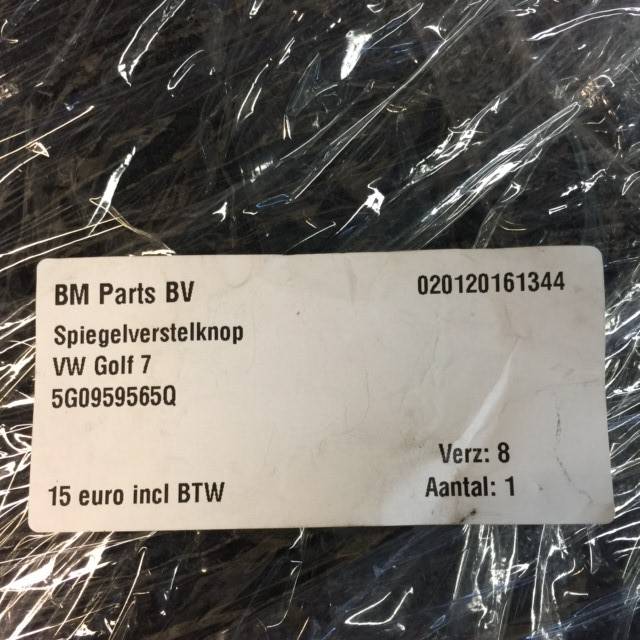 BM Parts BV 020120161344
Spiegelverstelknop
VW Golf 7
5G0959565Q
Verz: 8
15 euro incl BTW Aantal: 1